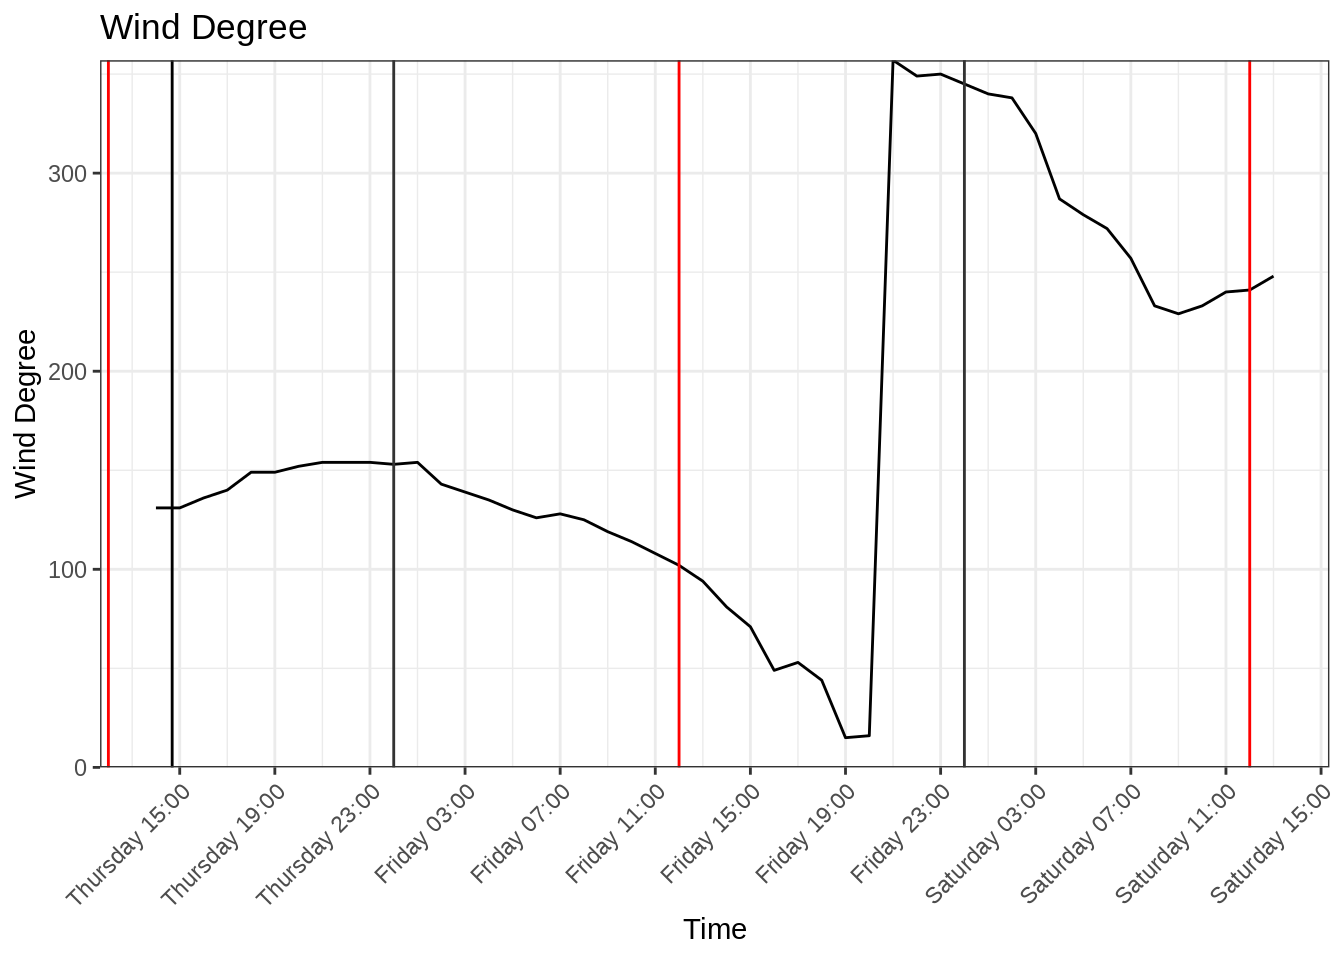 Wind Degree
Wind Degree
300
200
100
0
Thursday 15:00
Thursday 19:00
Thursday 23:00
Friday 03:00
Friday 07:00
Friday 11:00
Friday 15:00
Friday 19:00
Friday 23:00
Saturday 03:00
Saturday 07:00
Saturday 11:00
Saturday 15:00
Time